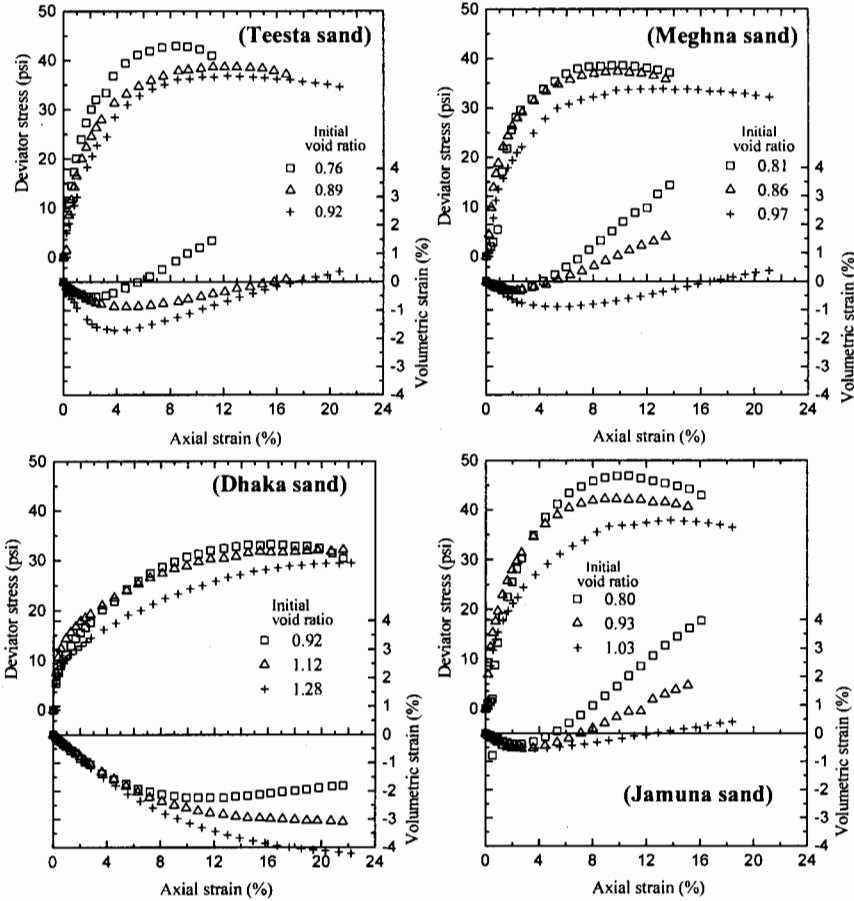 (Teesta sand)
Deviator stress (psi)
50
40
30
20
10
0
Initial
void ratio
0.76
0.89
0.92
4
3
2
1
0
-1
-2
-3
-4
Volumetric strain (%)
0 4 8 12 16 20 24
Axial strain (%)
(Meghna sand)
Deviator stress (psi)
50
40
30
20
10
0
Initial
void ratio
0.81
0.86
0.97
4
3
2
1
0
-1
-2
-3
-4
Volumetric strain (%)
0 4 8 12 16 20 24
Axial strain (%)
(Dhaka sand)
Deviator stress (psi)
50
40
30
20
10
0
Initial
void ratio
0.92
1.12
1.28
4
3
2
1
0
-1
-2
-3
-4
Volumetric strain (%)
0 4 8 12 16 20 24
Axial strain (%)
(Jamuna sand)
Deviator stress (psi)
50
40
30
20
10
0
Initial
void ratio
0.80
0.93
1.03
4
3
2
1
0
-1
-2
-3
-4
Volumetric strain (%)
0 4 8 12 16 20 24
Axial strain (%)